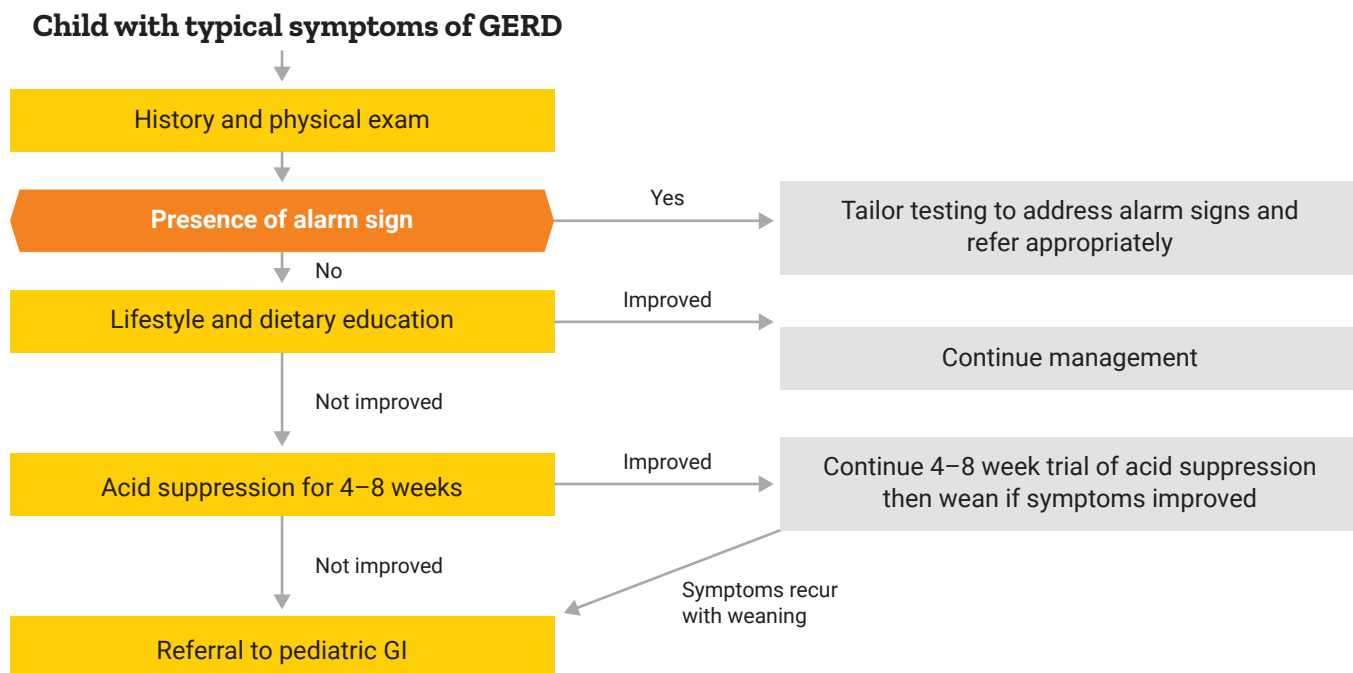 Child with typical symptoms of GERD
History and physical exam
Presence of alarm sign
Yes
Tailor testing to address alarm signs and
refer appropriately
No
Lifestyle and dietary education
Improved
Continue management
Not improved
Acid suppression for 4–8 weeks
Improved
Continue 4–8 week trial of acid suppression
then wean if symptoms improved
Not improved
Symptoms recur
with weaning
Referral to pediatric GI